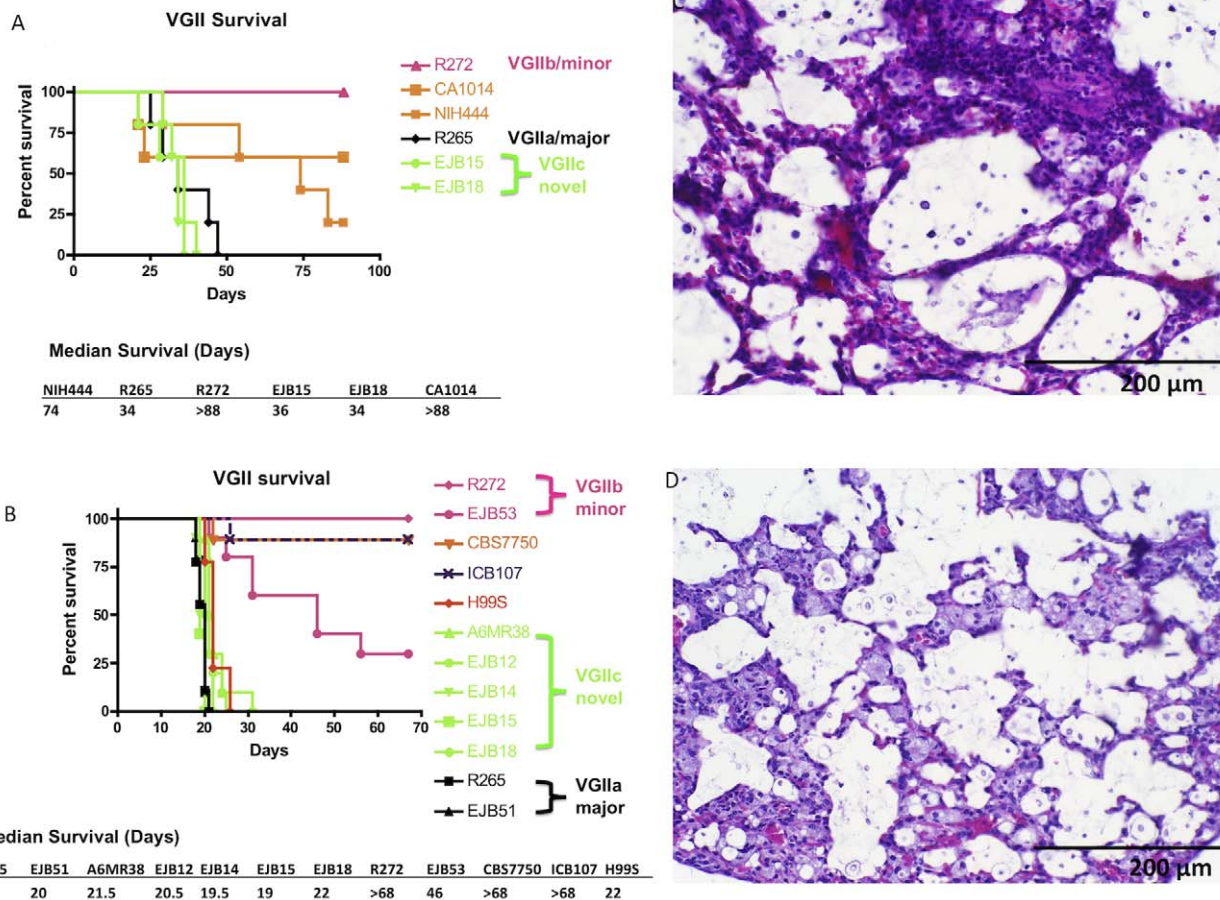 A
VGII Survival
R272 VGIIb/minor
CA1014
NIH444
R265 VGIIa/major
EJB15 VGIIc
EJB18 novel
Percent survival
100
75
50
25
0
0 25 50 75 100
Days
Median Survival (Days)
NIH444 R265 R272 EJB15 EJB18 CA1014
74 34 >88 36 34 >88
200 µm
B
VGII survival
R272 VGIIb
EJB53 minor
CBS7750
ICB107
H99S
A6MR38
EJB12
EJB14 VGIIc
EJB15 novel
EJB18
R265 VGIIa
EJB51 major
Percent survival
100
75
50
25
0
0 10 20 30 40 50 60 70
Days
edian Survival (Days)
5 EJB51 A6MR38 EJB12 EJB14 EJB15 EJB18 R272 EJB53 CBS7750 ICB107 H99S
20 21.5 20.5 19.5 19 22 >68 46 >68 >68 22
D
200 µm